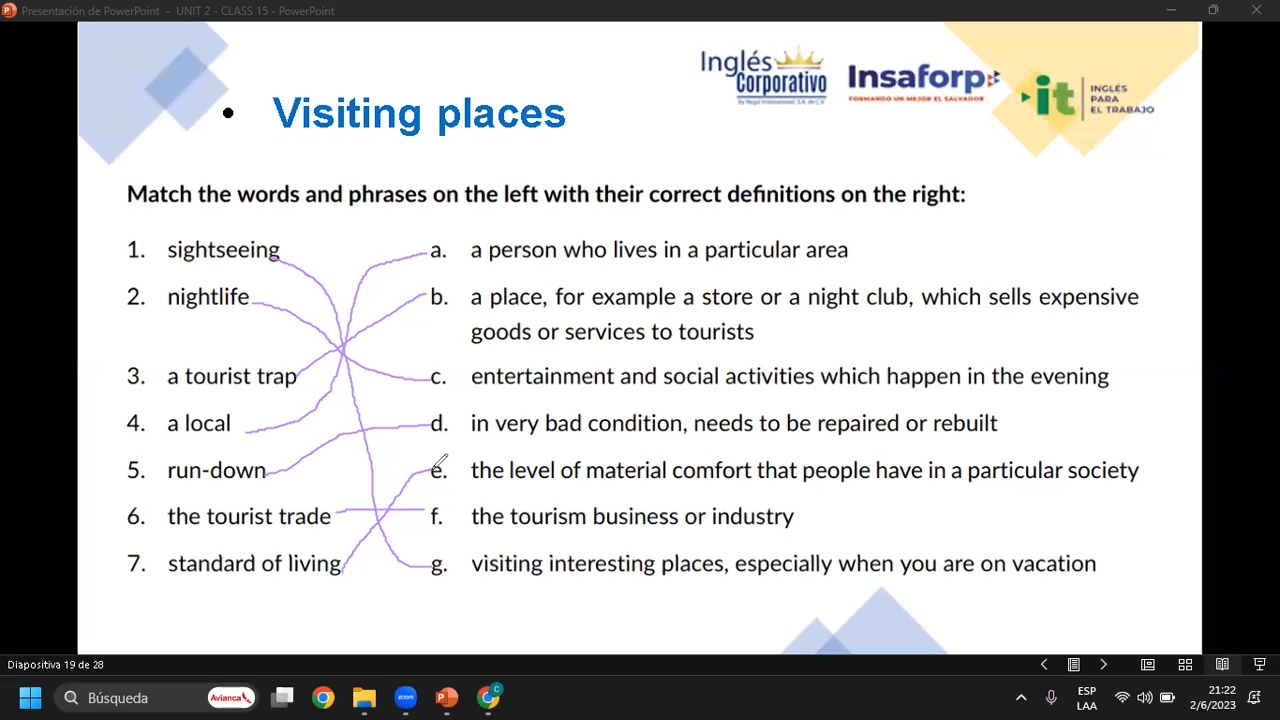 Presentación de PowerPoint - UNIT 2 - CLASS 15 - PowerPoint
Inglés
Corporativo
By Regal International, S.A. de C.V.
Insaforp
FORMANDO UN MEJOR EL SALVADOR
it
INGLÉS
PARA
EL TRABAJO
• Visiting places
Match the words and phrases on the left with their correct definitions on the right:
1. sightseeing a. a person who lives in a particular area
2. nightlife b. a place, for example a store or a night club, which sells expensive
goods or services to tourists
3. a tourist trap c. entertainment and social activities which happen in the evening
4. a local d. in very bad condition, needs to be repaired or rebuilt
5. run-down e. the level of material comfort that people have in a particular society
6. the tourist trade f. the tourism business or industry
7. standard of living g. visiting interesting places, especially when you are on vacation
Diapositiva 19 de 28
Búsqueda
Avianca
zoom
C
ESP
LAA
21:22
2/6/2023